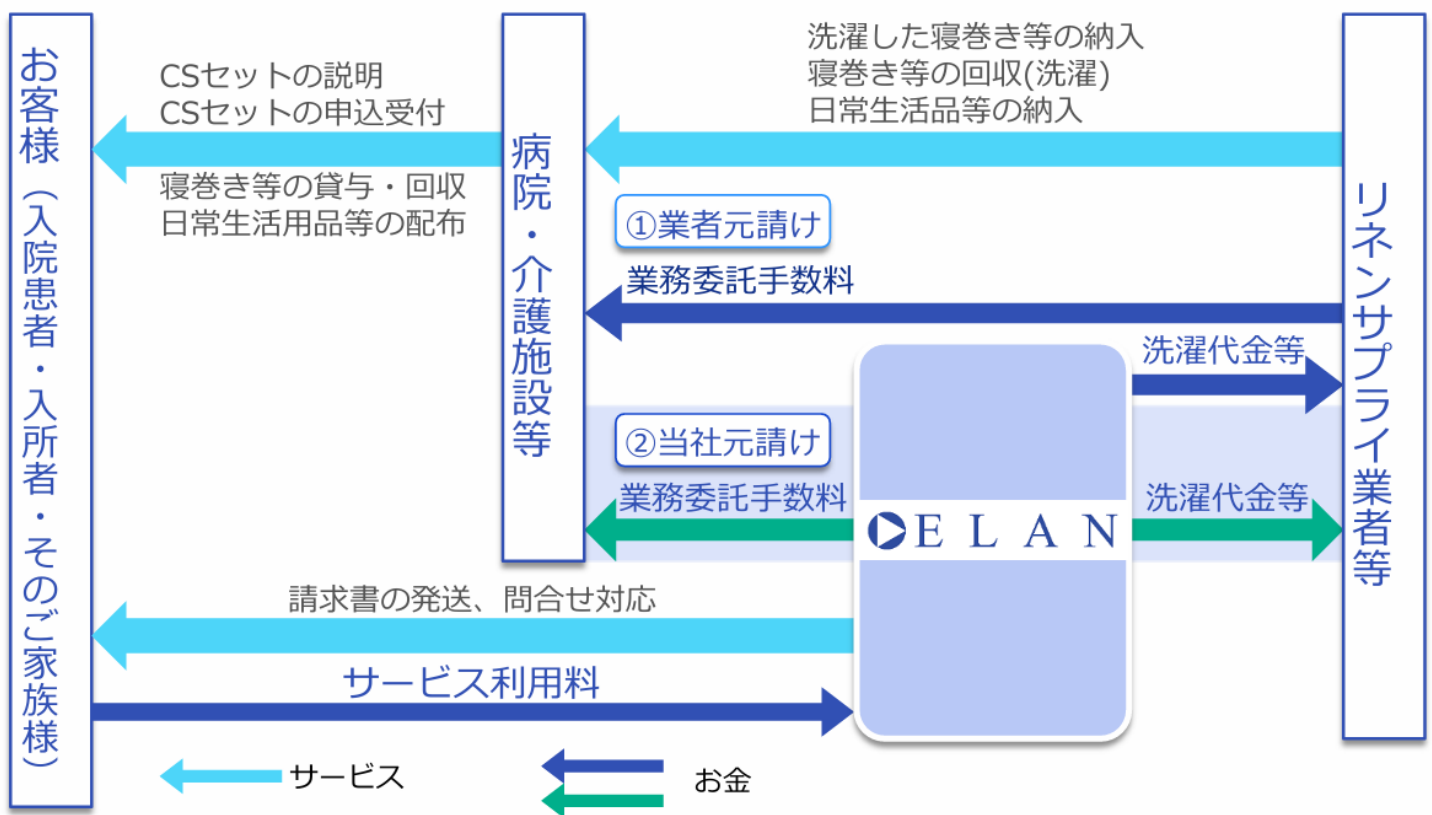 お客様（入院患者・入所者・そのご家族様）
CSセットの説明
CSセットの申込受付
寝巻き等の貸与・回収
日常生活用品等の配布
病院・介護施設等
洗濯した寝巻き等の納入
寝巻き等の回収(洗濯)
日常生活品等の納入
①業者元請け
業務委託手数料
洗濯代金等
②当社元請け
業務委託手数料
洗濯代金等
ELAN
リネンサプライ業者等
請求書の発送、問合せ対応
サービス利用料
サービス
お金